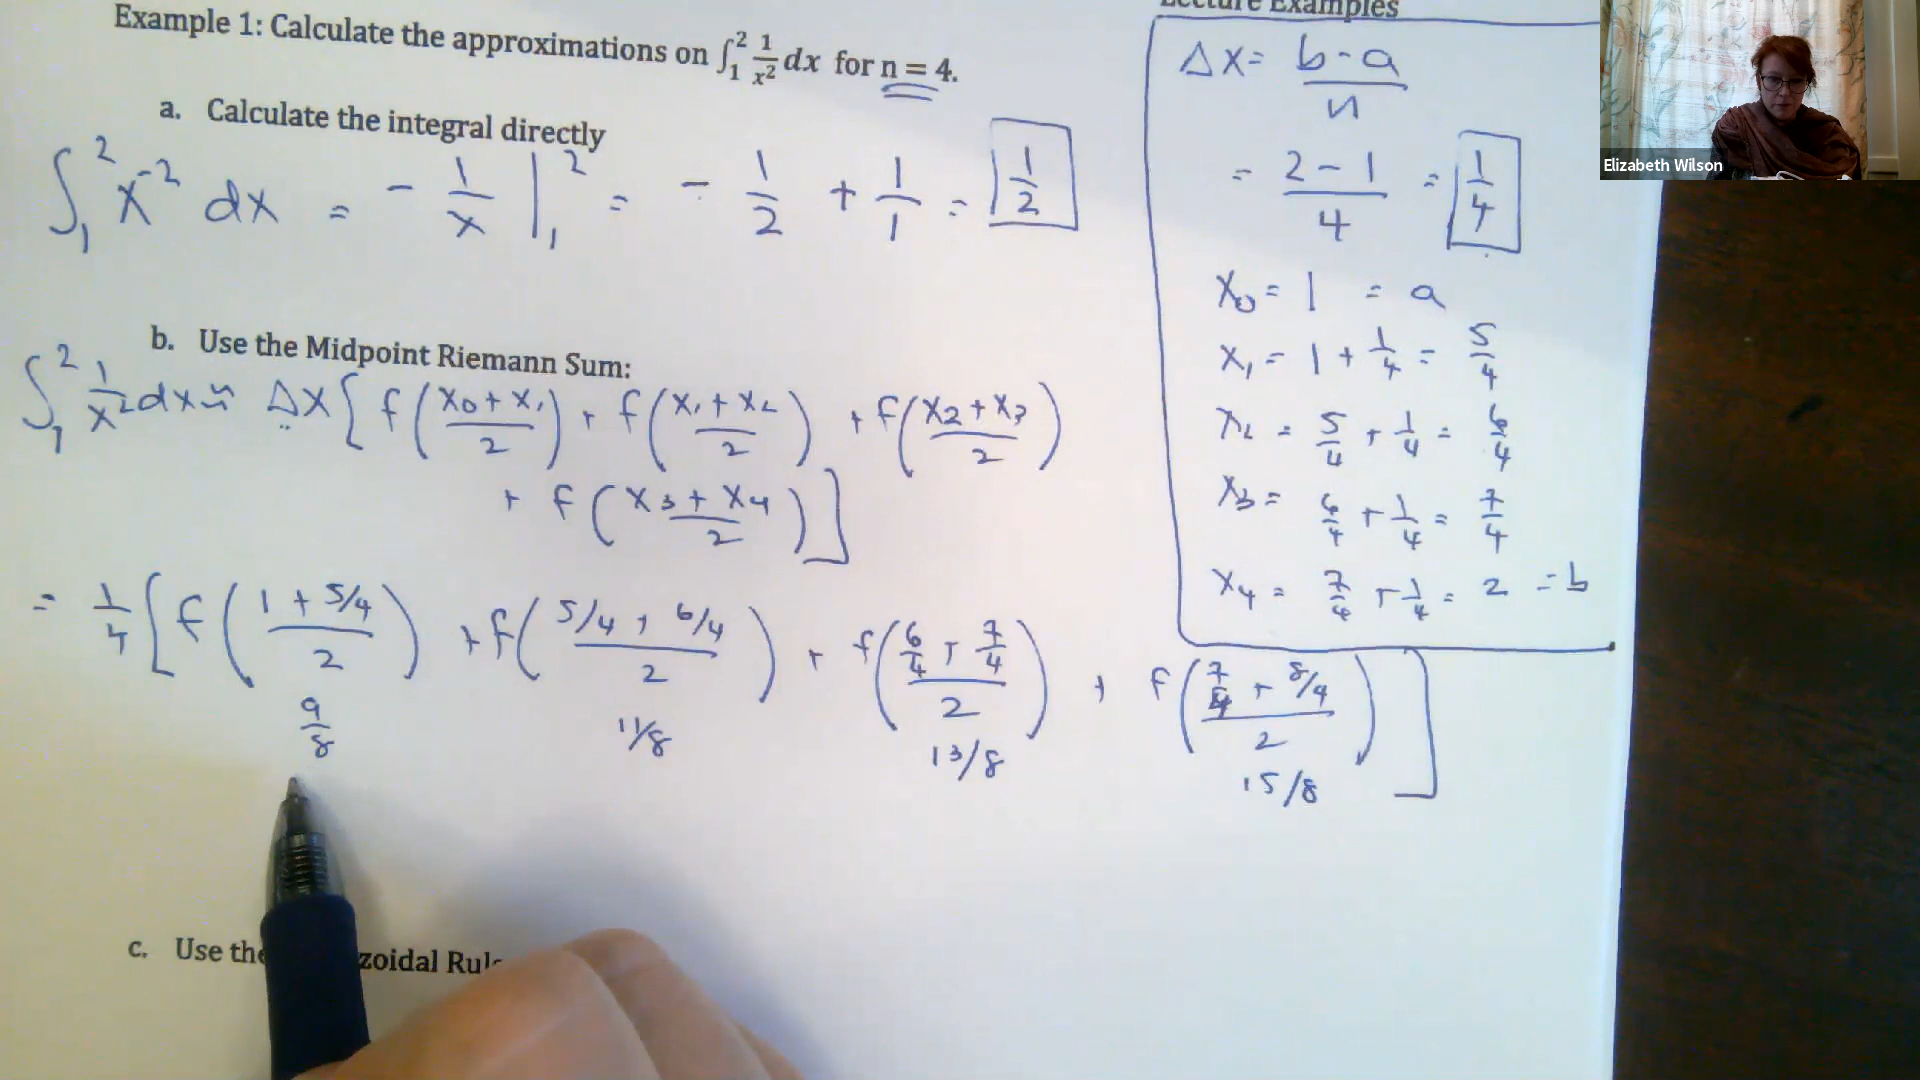 Lecture Examples
Example 1: Calculate the approximations on ∫₁² 1/x² dx for n = 4.
a. Calculate the integral directly
∫₁² x⁻² dx = - 1/x |₁² = - 1/2 + 1/1 = 1/2
b. Use the Midpoint Riemann Sum:
∫₁² 1/x² dx ≈ Δx [ f( (x₀ + x₁)/2 ) + f( (x₁ + x₂)/2 ) + f( (x₂ + x₃)/2 )
+ f( (x₃ + x₄)/2 ) ]
= 1/4 [ f( (1 + 5/4)/2 ) + f( (5/4 + 6/4)/2 ) + f( (6/4 + 7/4)/2 ) + f( (7/4 + 8/4)/2 ) ]
9/8 11/8 13/8 15/8
c. Use the zoidal Rule
Δx = (b - a)/n
= (2 - 1)/4 = 1/4
x₀ = 1 = a
x₁ = 1 + 1/4 = 5/4
x₂ = 5/4 + 1/4 = 6/4
x₃ = 6/4 + 1/4 = 7/4
x₄ = 7/4 + 1/4 = 2 = b
Elizabeth Wilson